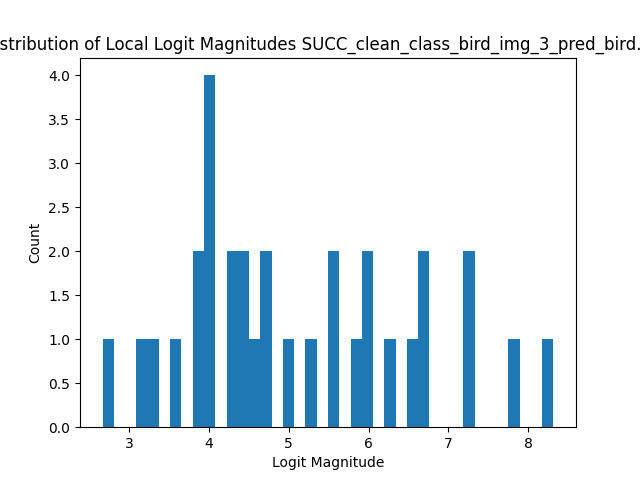 stribution of Local Logit Magnitudes SUCC_clean_class_bird_img_3_pred_bird.
Count
4.0
3.5
3.0
2.5
2.0
1.5
1.0
0.5
0.0
3 4 5 6 7 8
Logit Magnitude